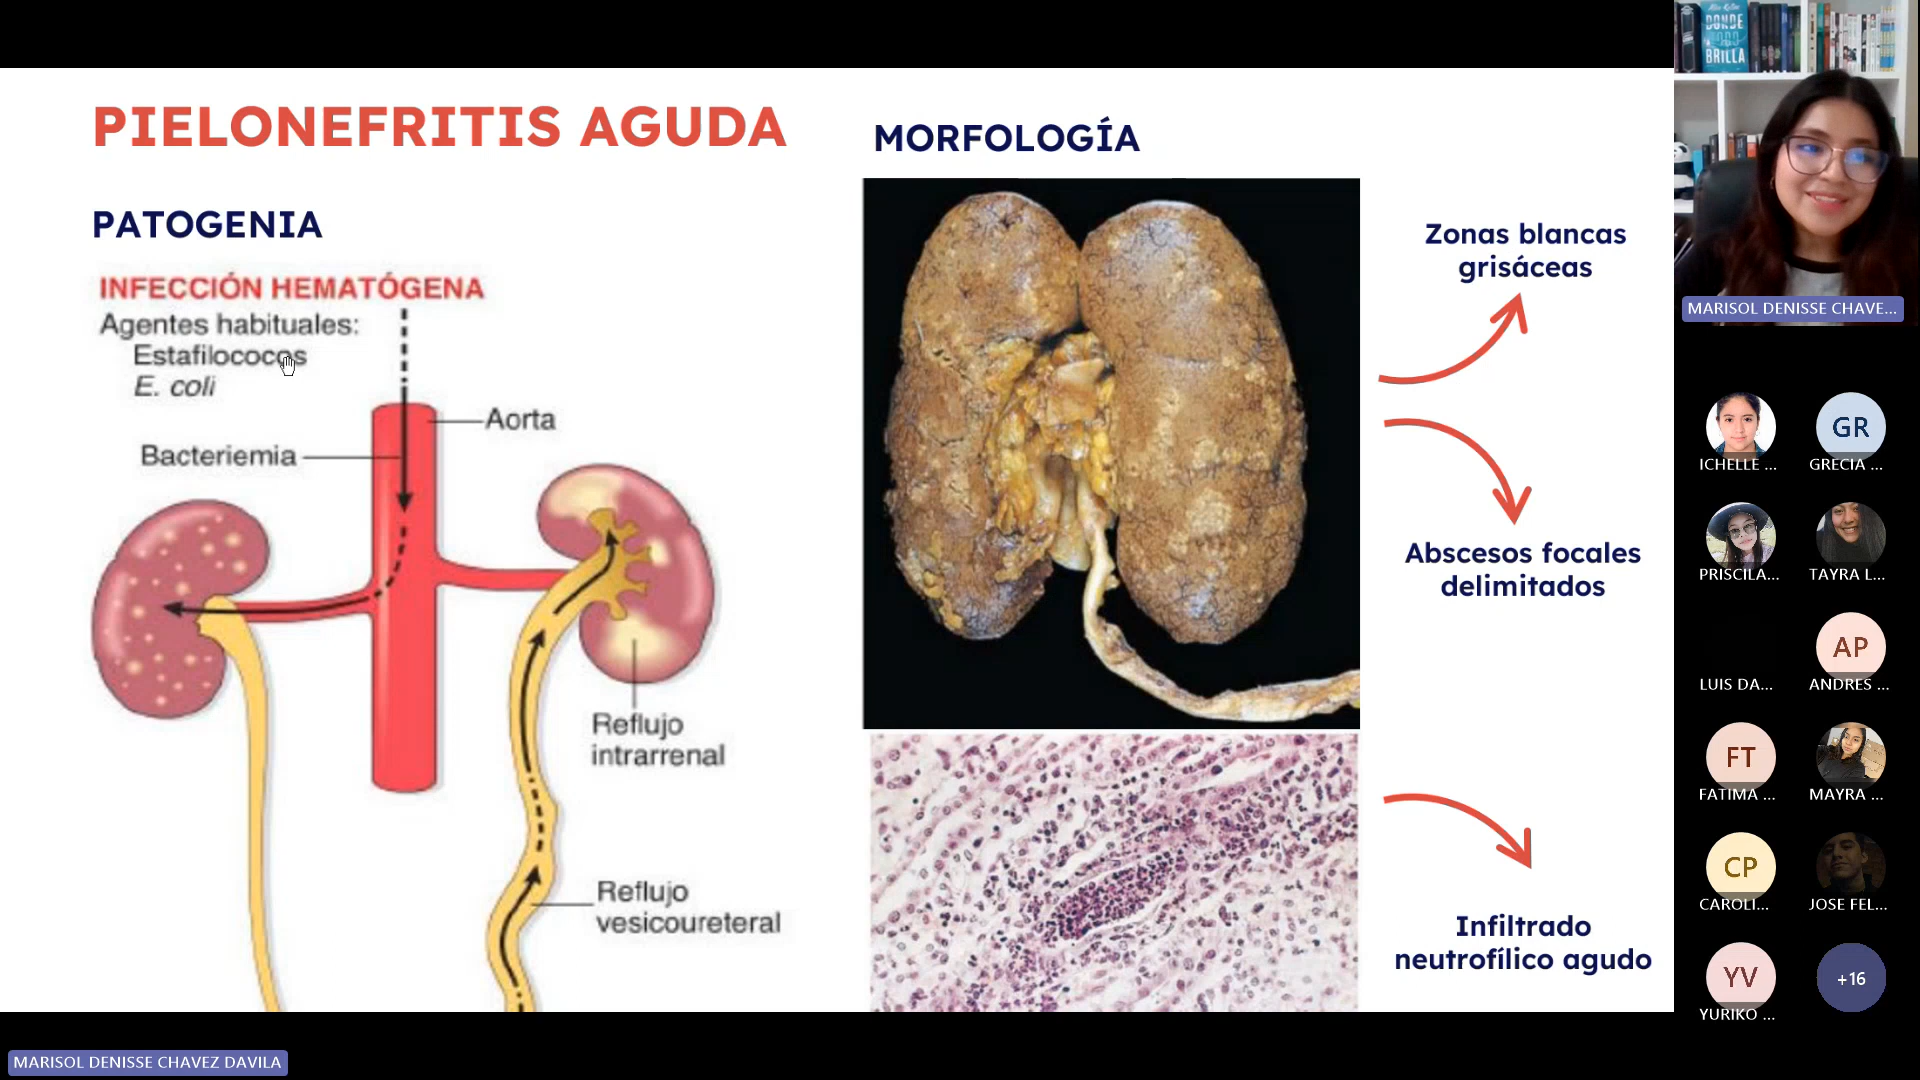 PIELONEFRITIS AGUDA
PATOGENIA
INFECCIÓN HEMATÓGENA
Agentes habituales:
Estafilococos
E. coli
Aorta
Bacteriemia
Reflujo
intrarrenal
Reflujo
vesicoureteral
MORFOLOGÍA
Zonas blancas
grisáceas
Abscesos focales
delimitados
Infiltrado
neutrofílico agudo
DONDE
BRILLA
MARISOL DENISSE CHAVE...
ICHELLE ...
GR
GRECIA ...
PRISCILA...
TAYRA L...
LUIS DA...
AP
ANDRES ...
FT
FATIMA ...
MAYRA ...
CP
CAROLI...
JOSE FEL...
YV
YURIKO ...
+16
MARISOL DENISSE CHAVEZ DAVILA